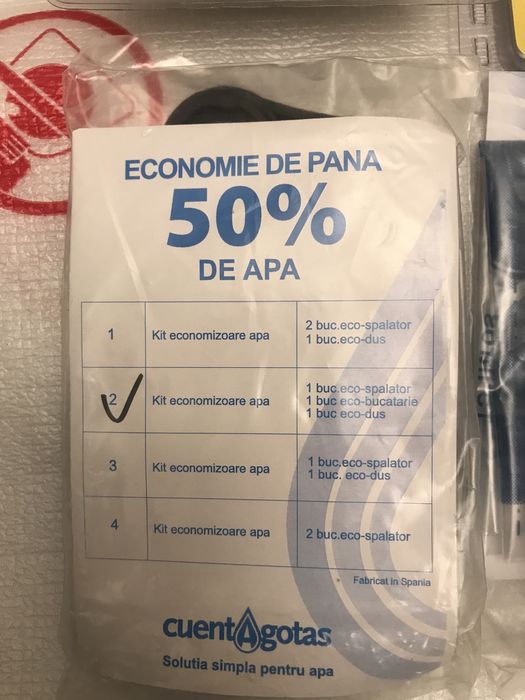 ECONOMIE DE PANA
50%
DE APA
1 Kit economizoare apa 2 buc.eco-spalator
1 buc.eco-dus
2 Kit economizoare apa 1 buc.eco-spalator
1 buc eco-bucatarie
1 buc eco-dus
3 Kit economizoare apa 1 buc.eco-spalator
1 buc. eco-dus
4 Kit economizoare apa 2 buc.eco-spalator
Fabricat in Spania
cuentAgotas
Solutia simpla pentru apa